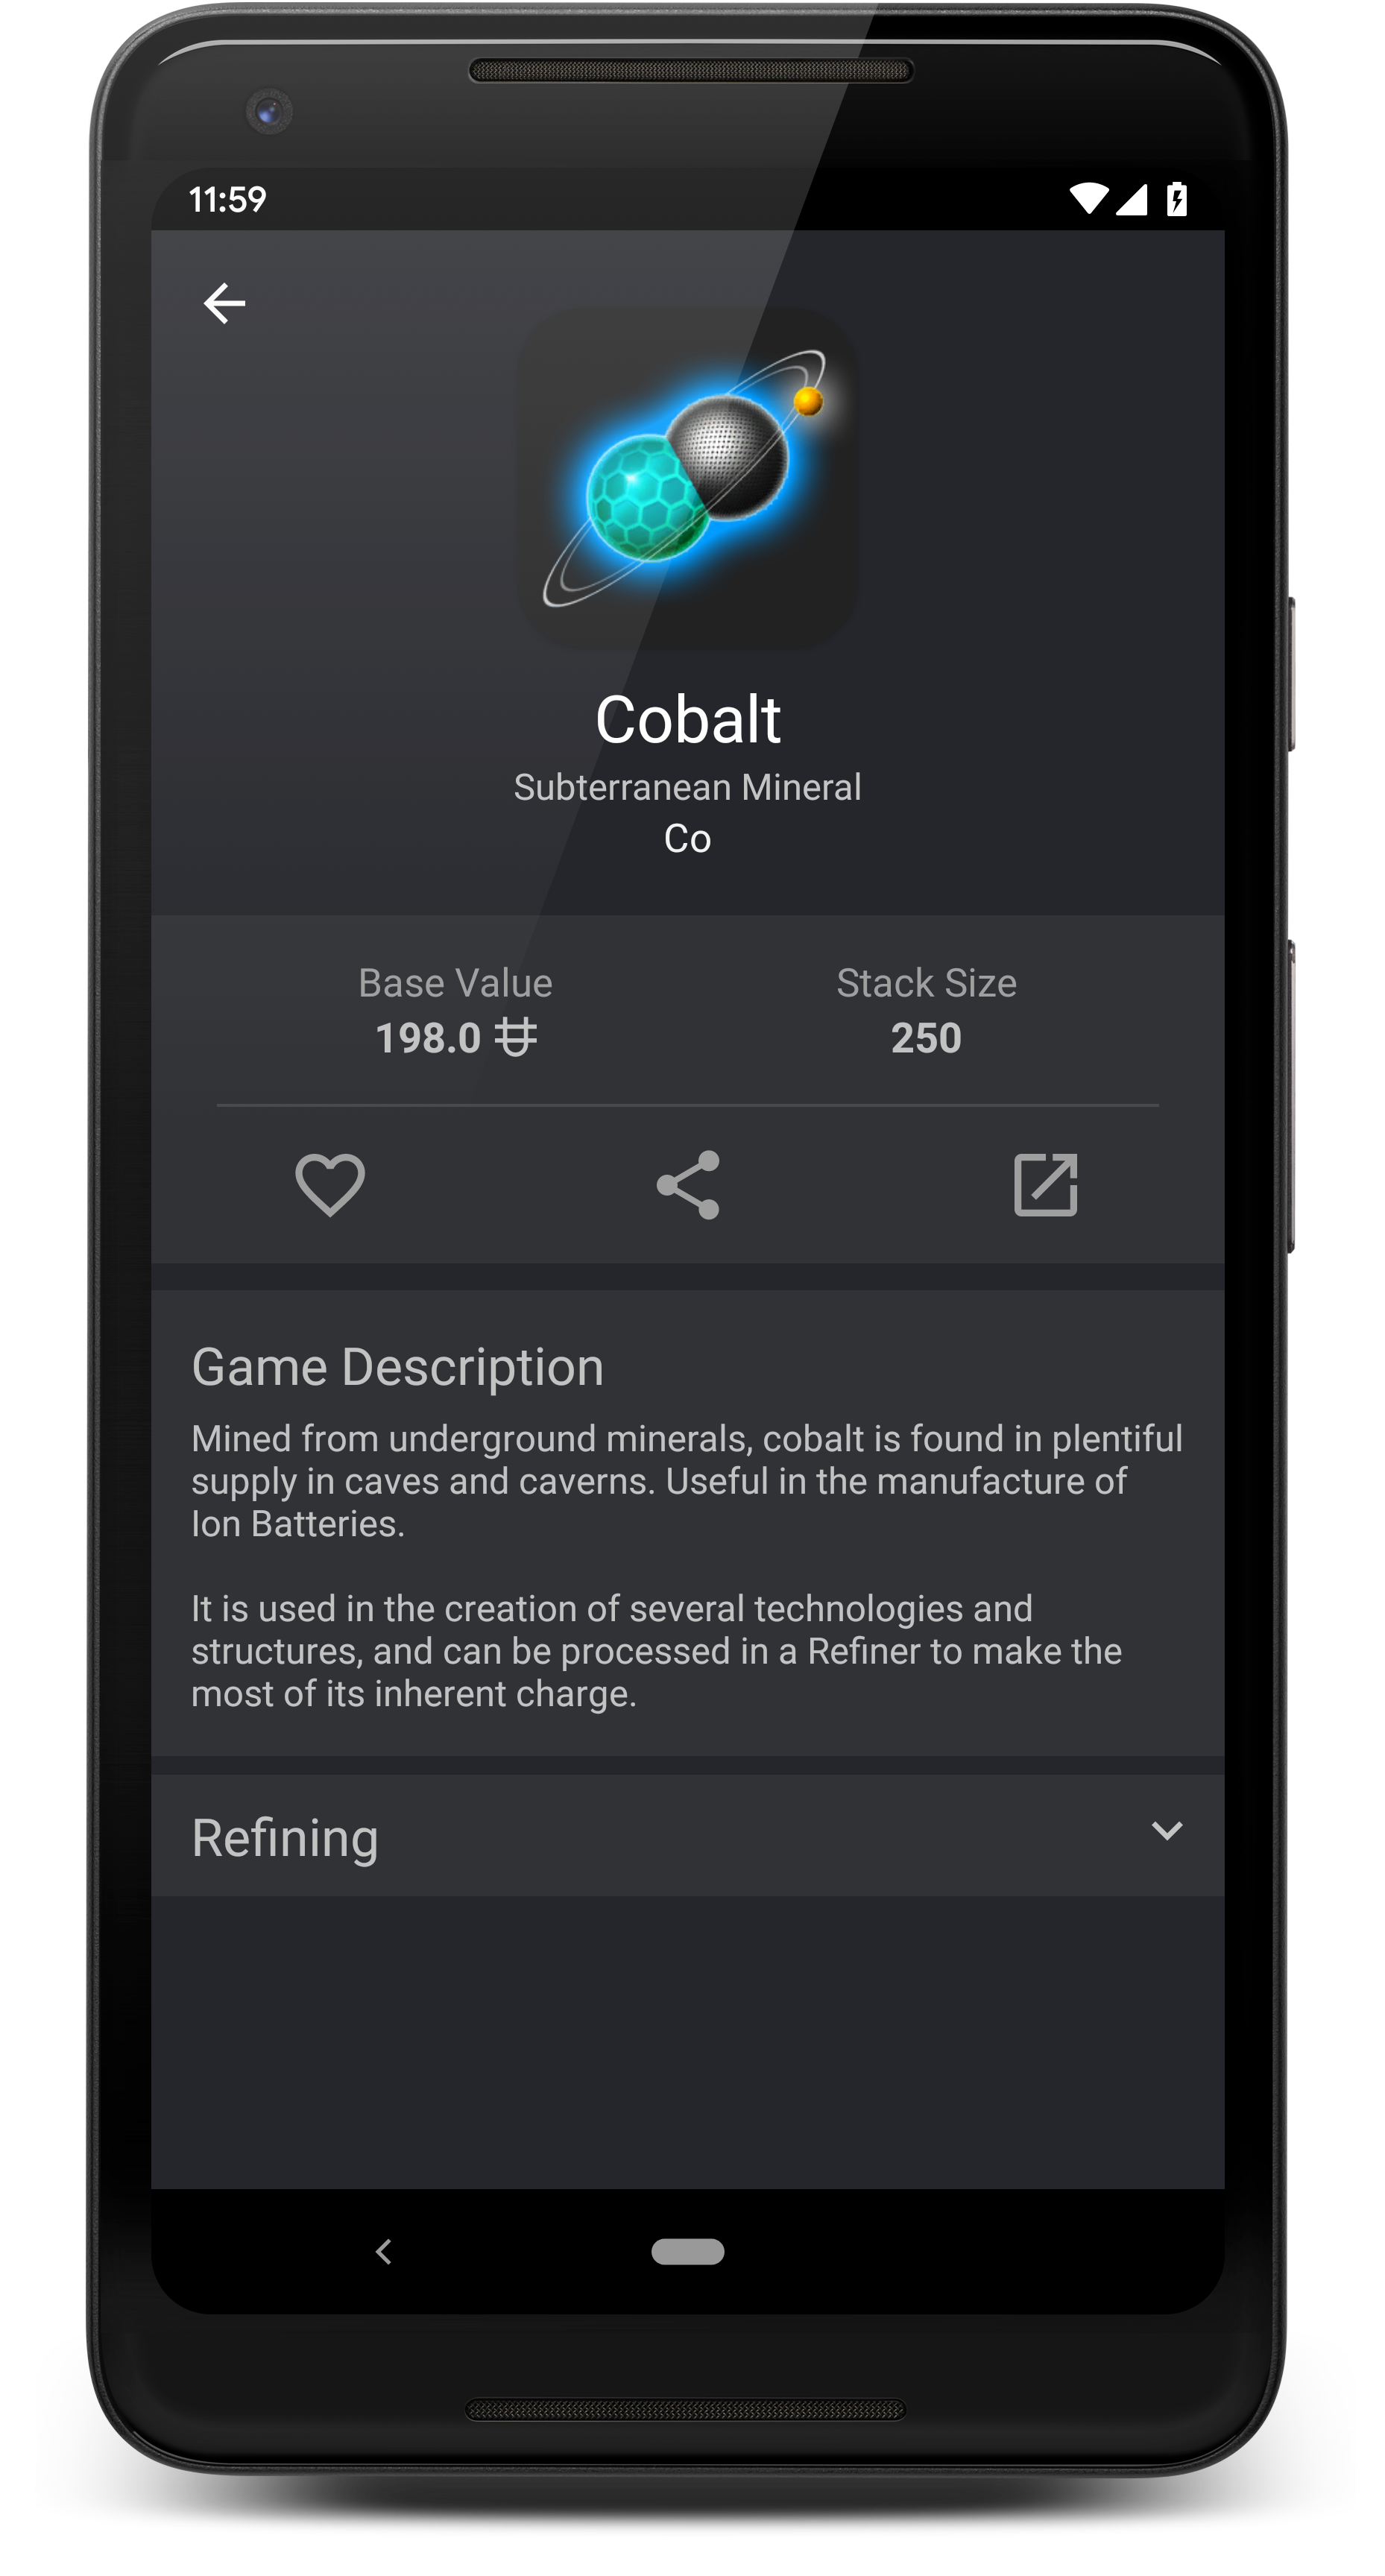 11:59
Cobalt
Subterranean Mineral
Co
Base Value
Stack Size
198.0
250
Game Description
Mined from underground minerals, cobalt is found in plentiful
supply in caves and caverns. Useful in the manufacture of
Ion Batteries.
It is used in the creation of several technologies and
structures, and can be processed in a Refiner to make the
most of its inherent charge.
Refining